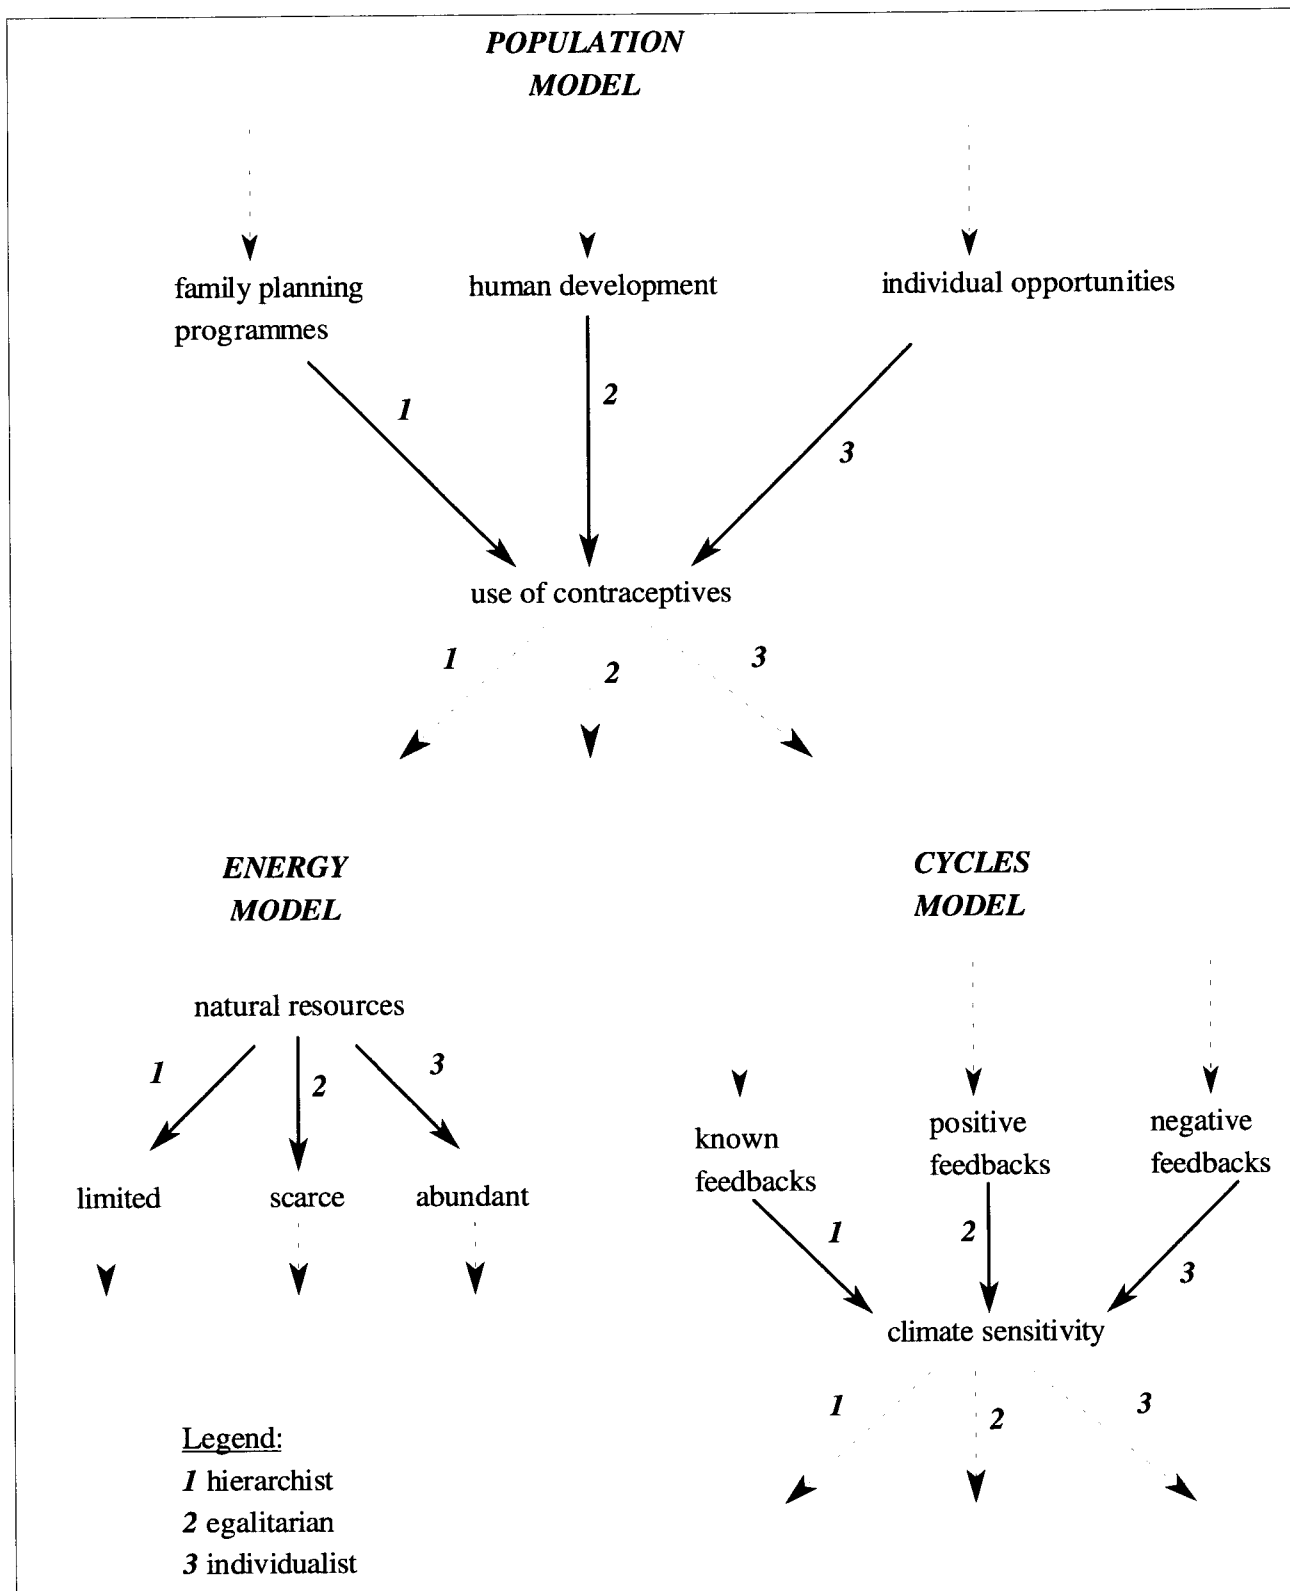 POPULATION
MODEL
family planning
programmes
human development
individual opportunities
1
2
3
use of contraceptives
1
2
3
ENERGY
MODEL
natural resources
1
2
3
limited
scarce
abundant
CYCLES
MODEL
known
feedbacks
positive
feedbacks
negative
feedbacks
1
2
3
climate sensitivity
1
2
3
Legend:
1 hierarchist
2 egalitarian
3 individualist